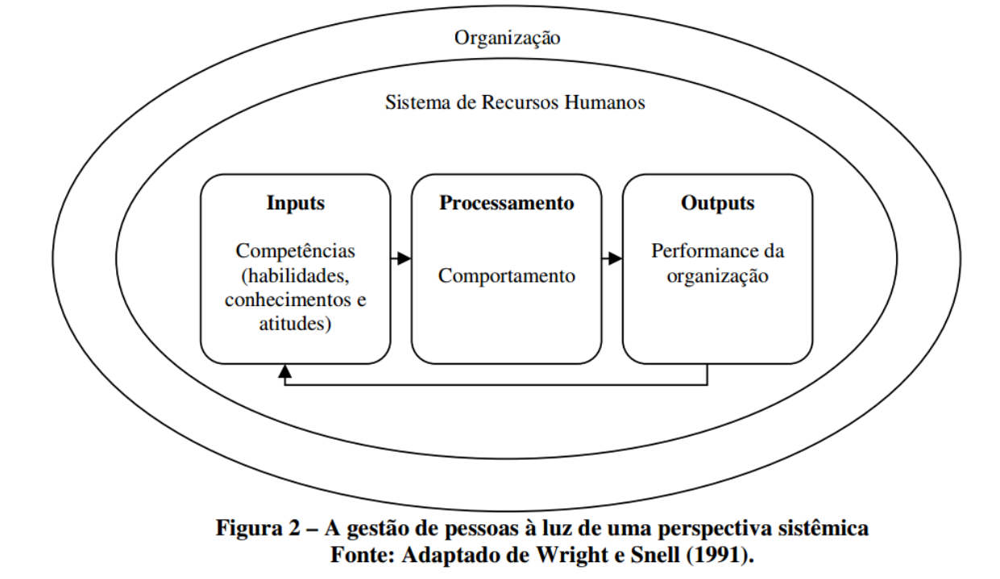 Organização
Sistema de Recursos Humanos
Inputs
Competências
(habilidades,
conhecimentos e
atitudes)
Processamento
Comportamento
Outputs
Performance da
organização
Figura 2 – A gestão de pessoas à luz de uma perspectiva sistêmica
Fonte: Adaptado de Wright e Snell (1991).